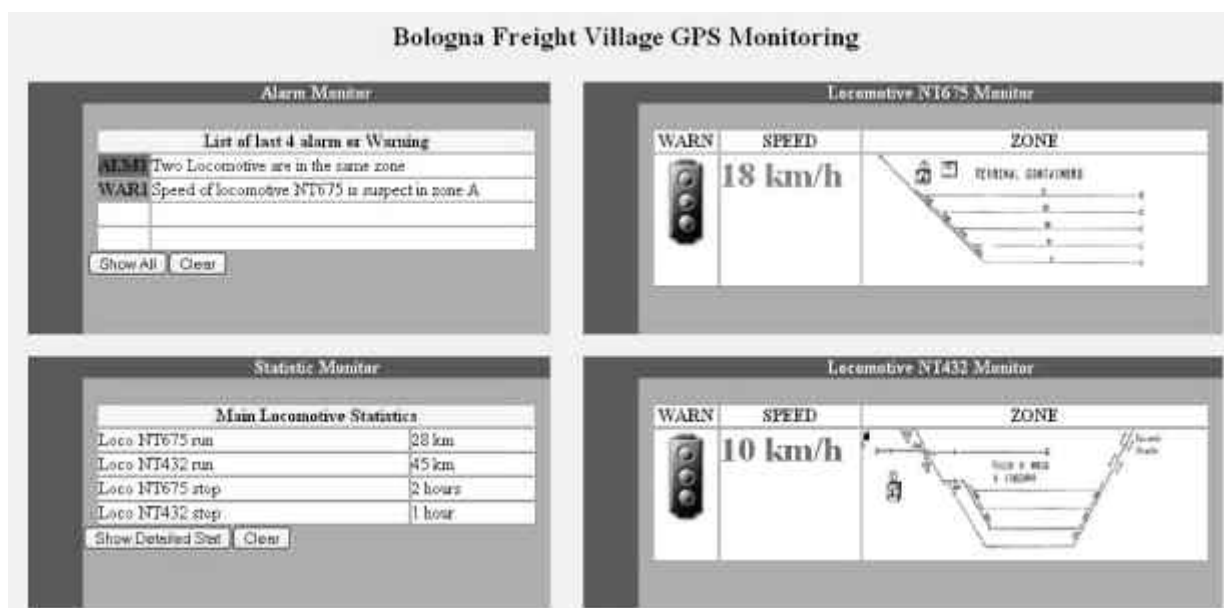 Bologna Freight Village GPS Monitoring
Alarm Monitor
List of last 4 alarm or Warning
ALM1 Two Locomotive are in the same zone
WAR1 Speed of locomotive NT675 is suspect in zone A
Show All Clear
Locomotive NT675 Monitor
WARN SPEED ZONE
18 km/h
TERMINAL CONTAINERS
Statistic Monitor
Main Locomotive Statistics
Loco NT675 run 28 km
Loco NT432 run 45 km
Loco NT675 stop 2 hours
Loco NT432 stop 1 hour
Show Detailed Stat Clear
Locomotive NT432 Monitor
WARN SPEED ZONE
10 km/h